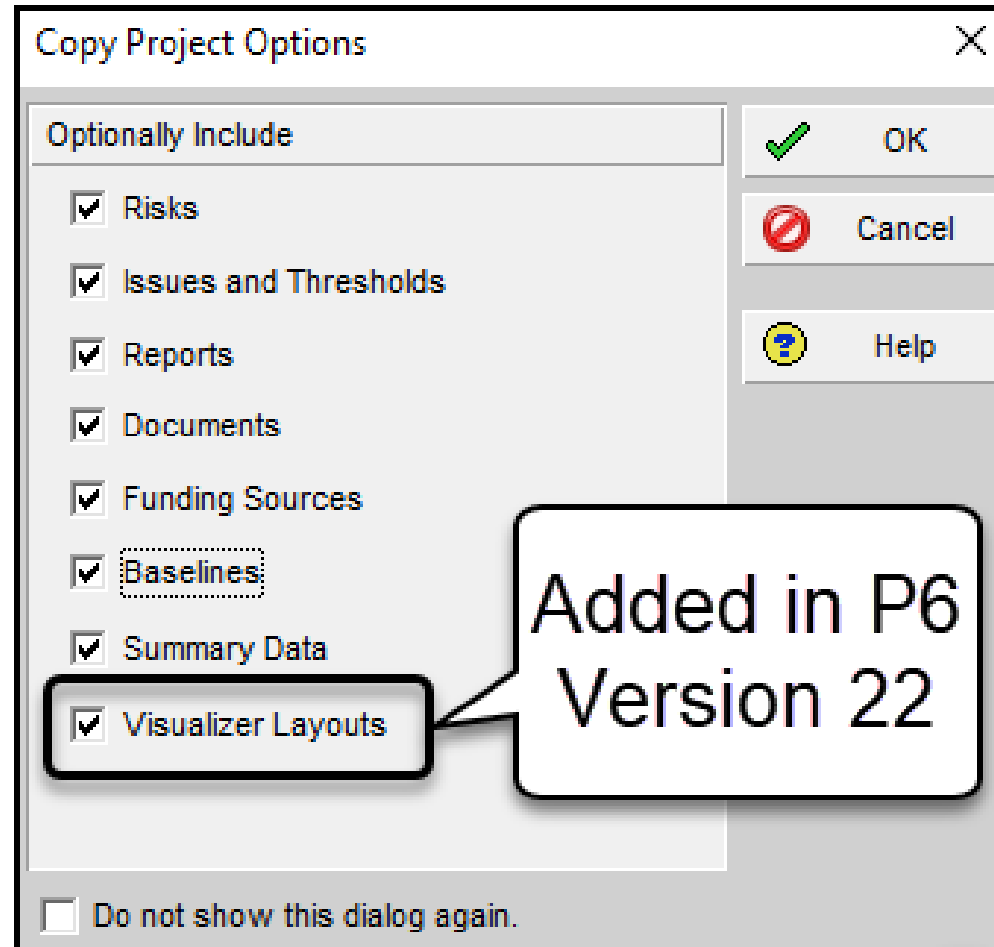 Copy Project Options
Optionally Include
OK
Risks
Cancel
Issues and Thresholds
Reports
Help
Documents
Funding Sources
Baselines
Summary Data
Visualizer Layouts
Added in P6
Version 22
Do not show this dialog again.